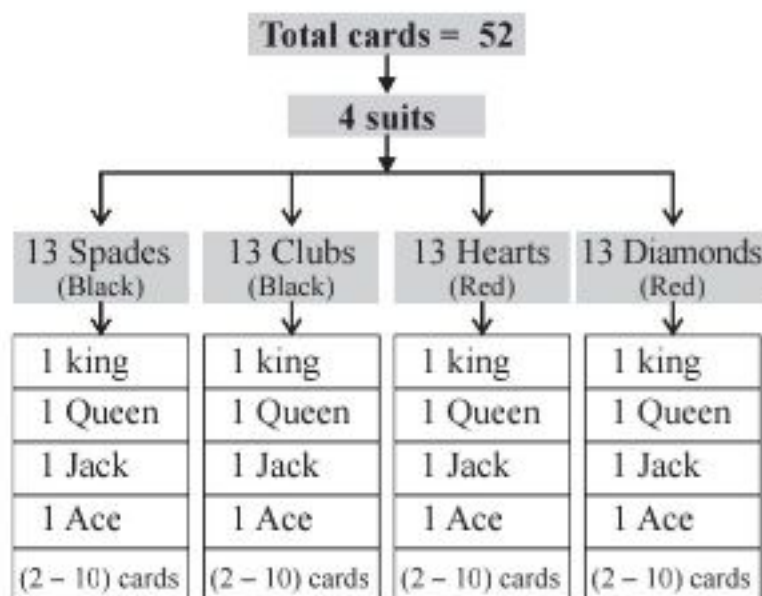 Total cards = 52
4 suits
13 Spades
(Black)
13 Clubs
(Black)
13 Hearts
(Red)
13 Diamonds
(Red)
1 king
1 Queen
1 Jack
1 Ace
(2 – 10) cards
1 king
1 Queen
1 Jack
1 Ace
(2 – 10) cards
1 king
1 Queen
1 Jack
1 Ace
(2 – 10) cards
1 king
1 Queen
1 Jack
1 Ace
(2 – 10) cards